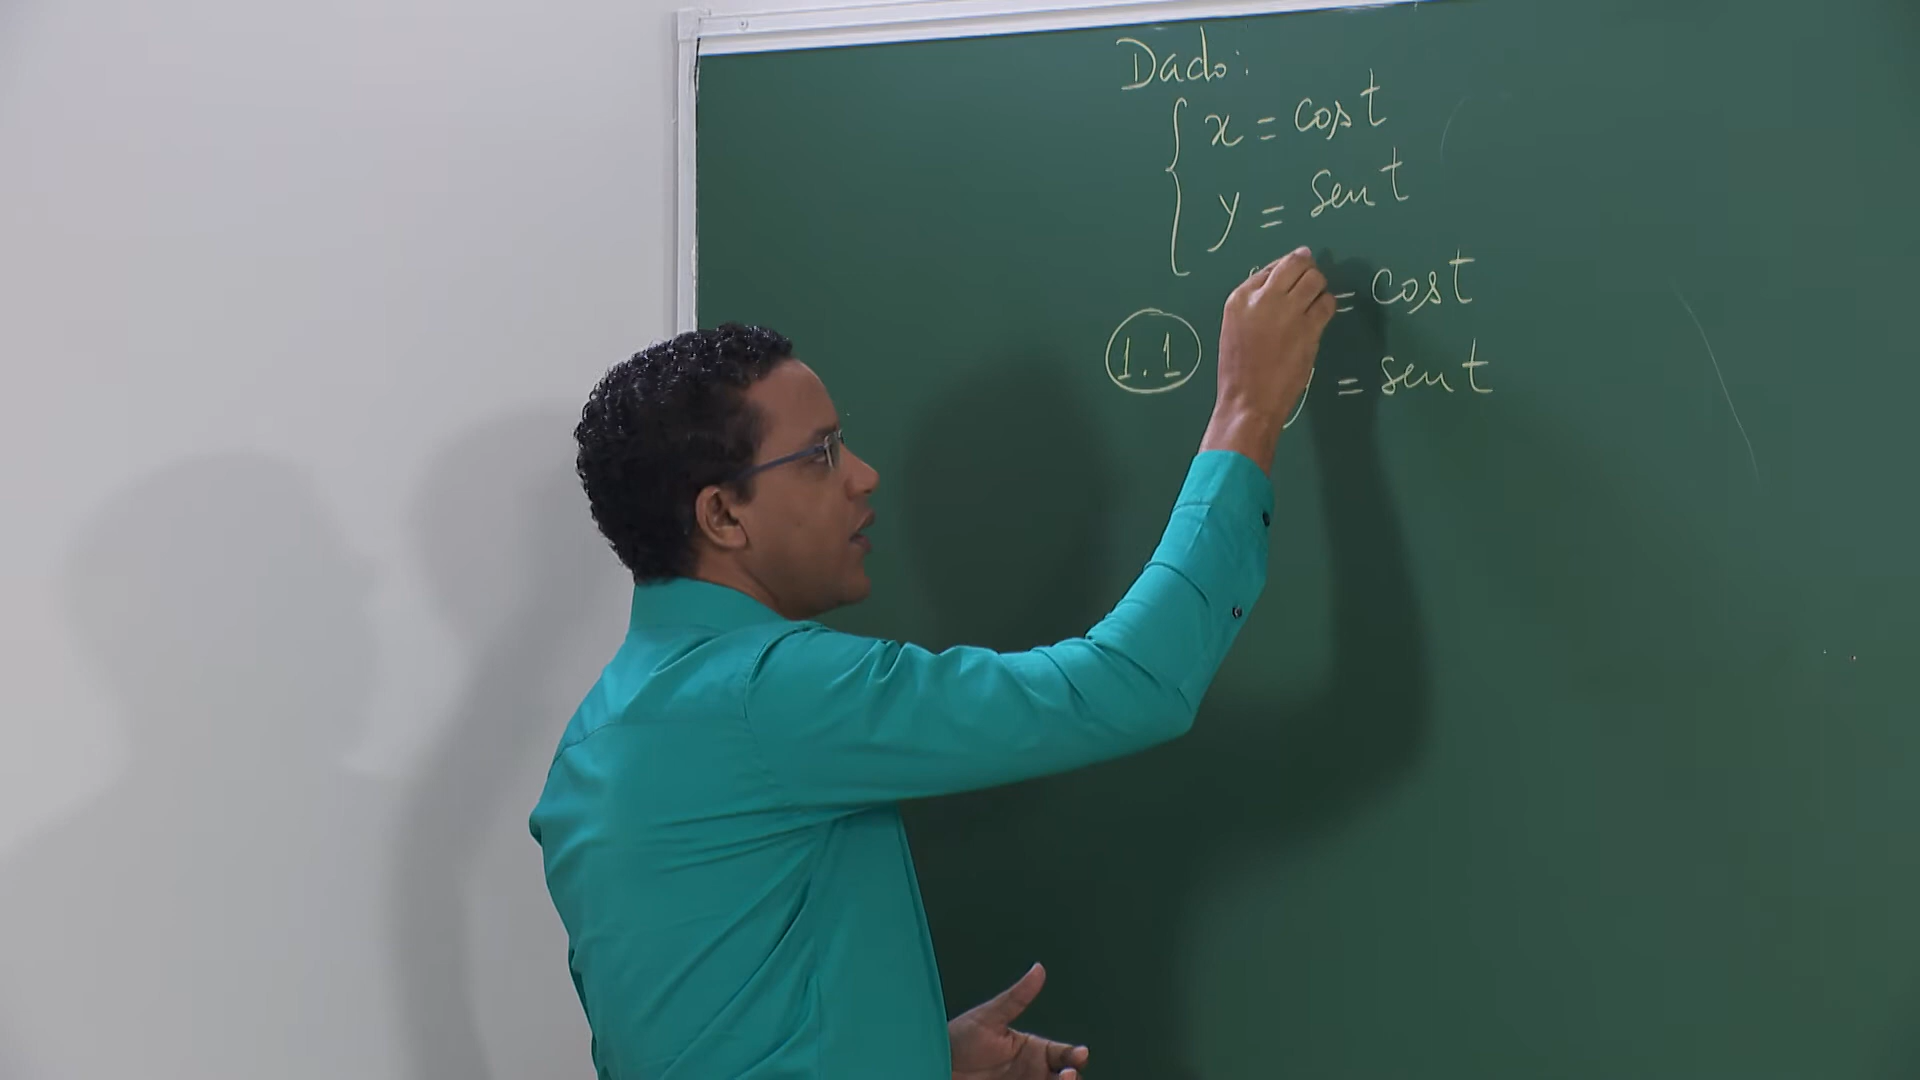 Dado:
x = cos t
y = sen t
= cos t
1.1
y = sen t